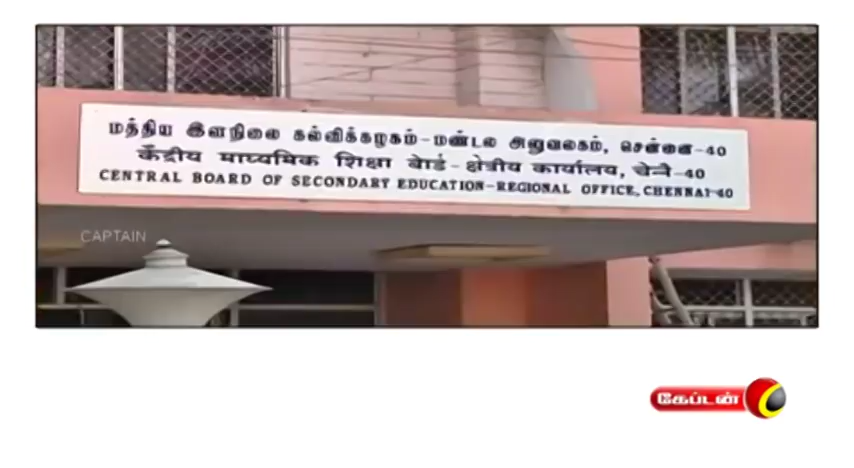 மத்திய இளநிலை கல்விக்கழகம்-மண்டல அலுவலகம், சென்னை-40
केंद्रीय माध्यमिक शिक्षा बोर्ड-क्षेत्रीय कार्यालय, चेनै-40
CENTRAL BOARD OF SECONDARY EDUCATION-REGIONAL OFFICE, CHENNAI-40
CAPTAIN
கேப்டன்